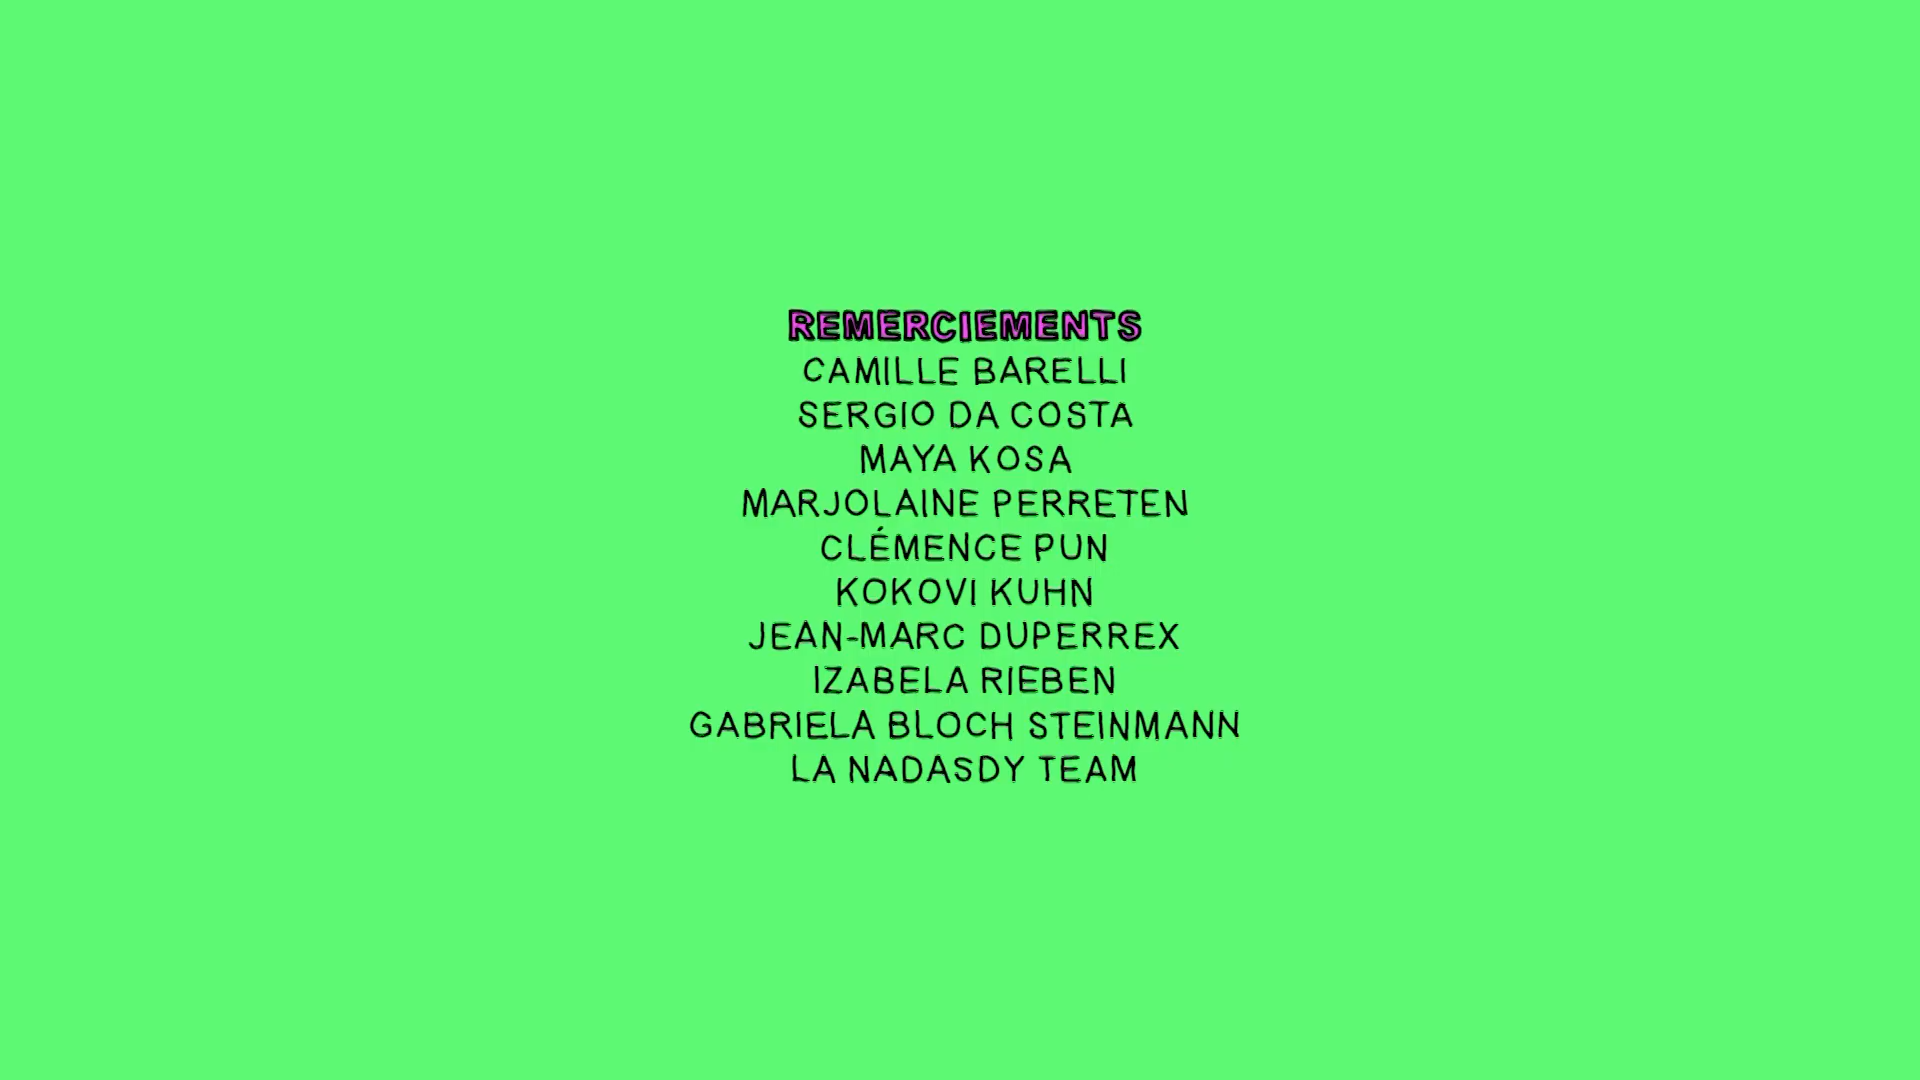 REMERCIEMENTS
CAMILLE BARELLI
SERGIO DA COSTA
MAYA KOSA
MARJOLAINE PERRETEN
CLÉMENCE PUN
KOKOVI KUHN
JEAN-MARC DUPERREX
IZABELA RIEBEN
GABRIELA BLOCH STEINMANN
LA NADASDY TEAM